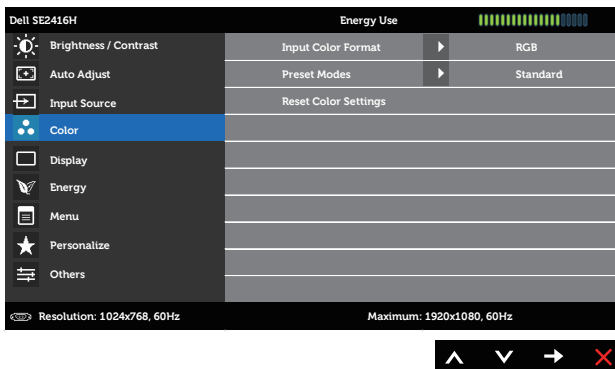 Dell SE2416H
Energy Use
Brightness / Contrast
Auto Adjust
Input Source
Color
Display
Energy
Menu
Personalize
Others
Input Color Format
RGB
Preset Modes
Standard
Reset Color Settings
Resolution: 1024x768, 60Hz
Maximum: 1920x1080, 60Hz